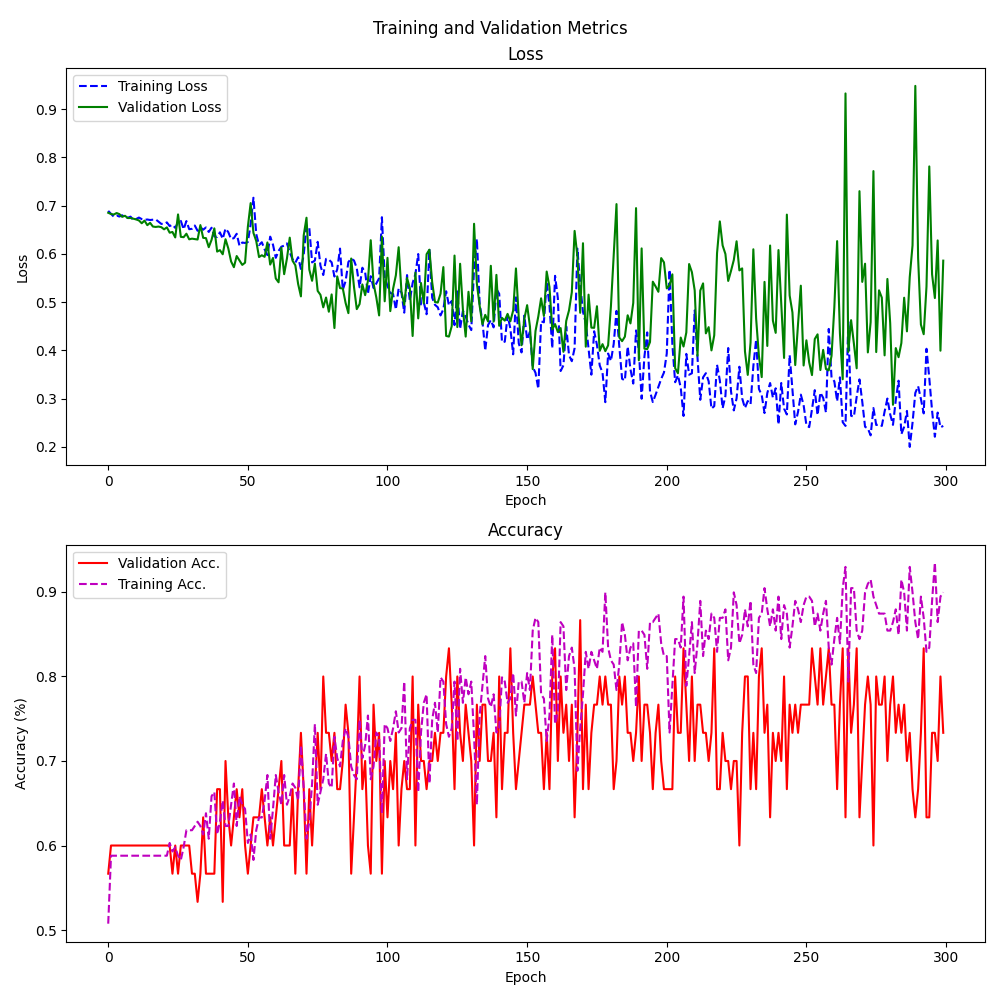 Training and Validation Metrics
Loss
Training Loss
Validation Loss
0.9
0.8
0.7
0.6
0.5
0.4
0.3
0.2
Loss
0 50 100 150 200 250 300
Epoch
Accuracy
Validation Acc.
Training Acc.
0.9
0.8
0.7
0.6
0.5
Accuracy (%)
0 50 100 150 200 250 300
Epoch